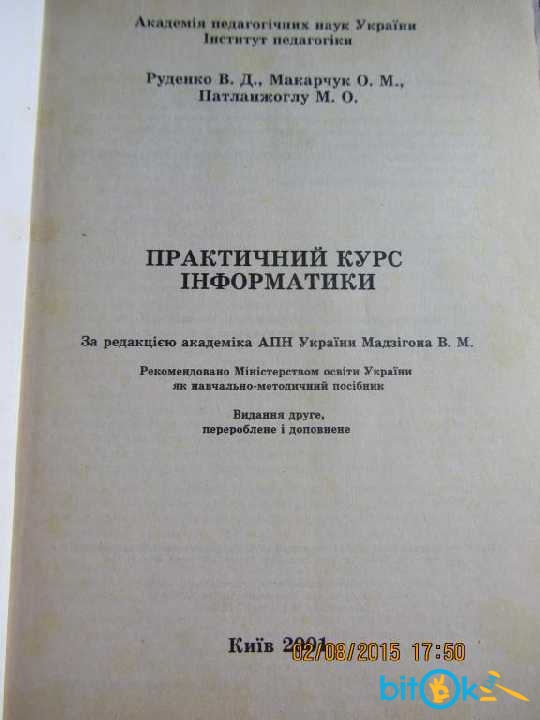 Академія педагогічних наук України
Інститут педагогіки
Руденко В. Д., Макарчук О. М.,
Патланжоглу М. О.
ПРАКТИЧНИЙ КУРС
ІНФОРМАТИКИ
За редакцією академіка АПН України Мадзігона В. М.
Рекомендовано Міністерством освіти України
як навчально-методичний посібник
Видання друге,
перероблене і доповнене
Київ 2001
02/08/2015 17:50
bitok